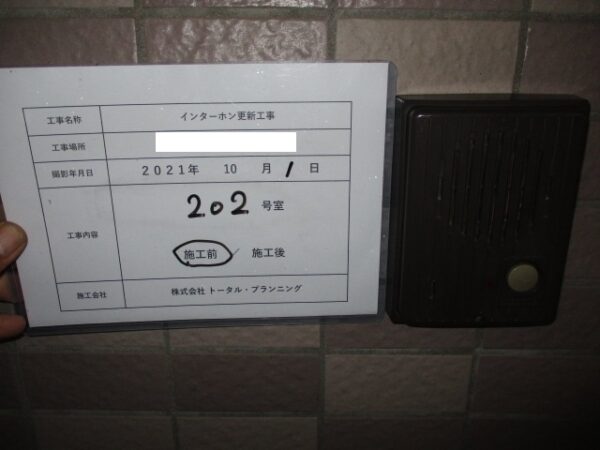 工事名称 インターホン更新工事
工事場所
撮影年月日 2021年 10 月 1 日
工事内容 202 号室
施工前 施工後
施工会社 株式会社 トータル・プランニング